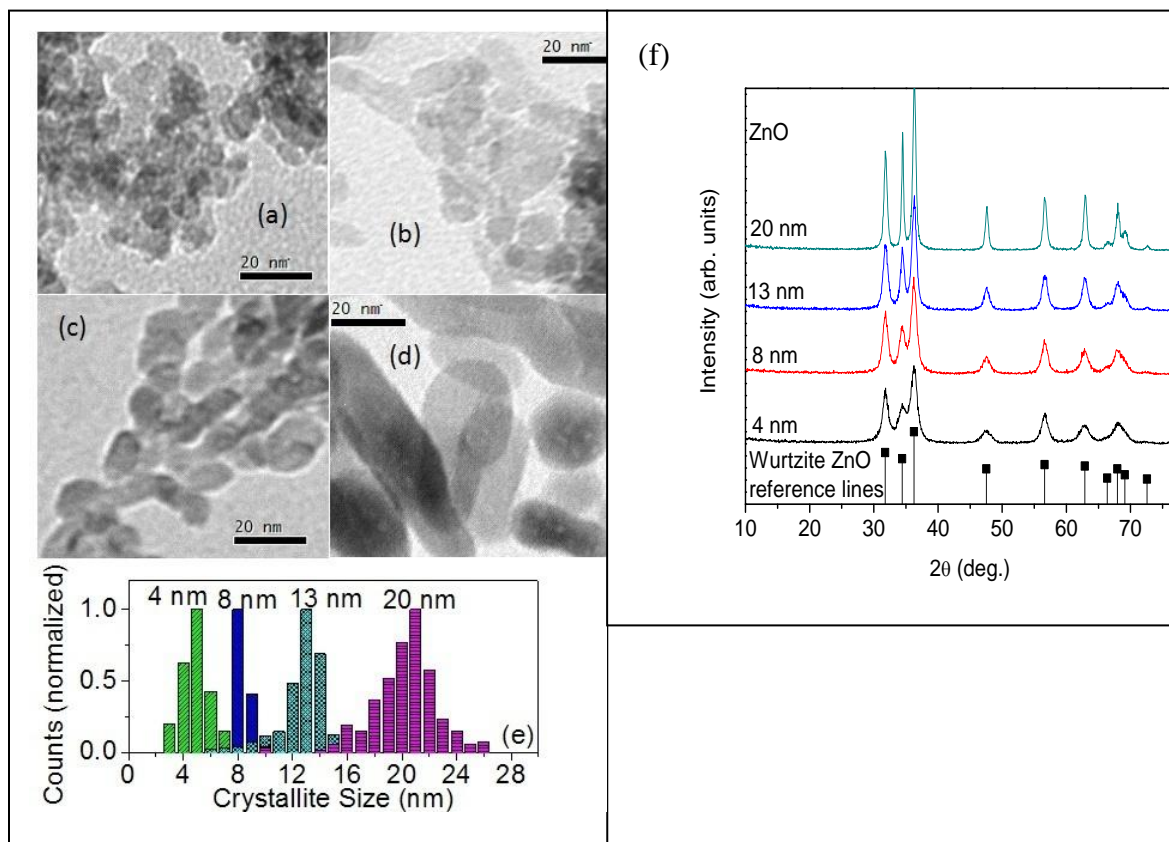 20 nm
(a)
20 nm
(b)
(c)
20 nm
20 nm
(d)
4 nm 8 nm 13 nm 20 nm
Counts (normalized)
1.0
0.5
0.0
(e)
0 4 8 12 16 20 24 28
Crystallite Size (nm)
(f)
ZnO
20 nm
13 nm
8 nm
4 nm
Wurtzite ZnO
reference lines
Intensity (arb. units)
10 20 30 40 50 60 70
2θ (deg.)